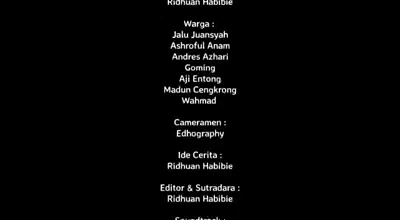 Ridhuan Habibie
Warga :
Jalu Juansyah
Ashroful Anam
Andres Azhari
Goming
Aji Entong
Madun Cengkrong
Wahmad
Cameramen :
Edhography
Ide Cerita :
Ridhuan Habibie
Editor & Sutradara :
Ridhuan Habibie
Soundtrack :